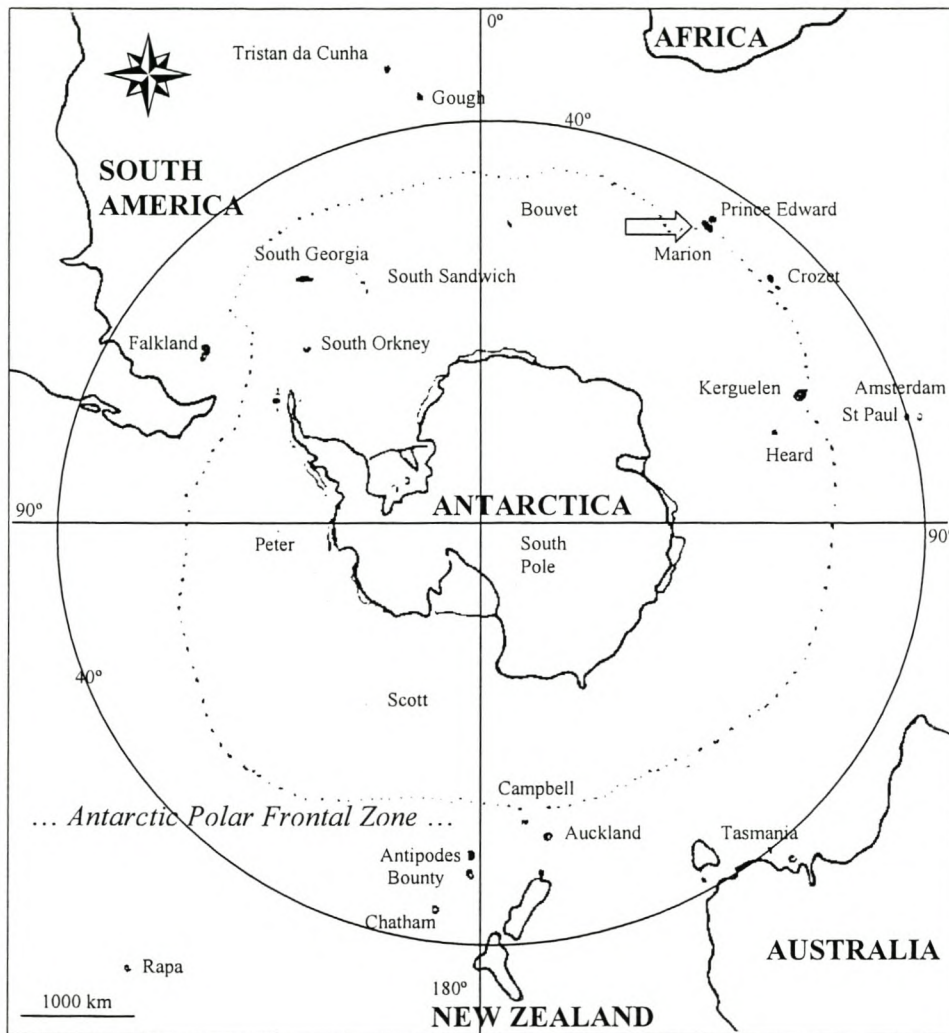 0º
AFRICA
Tristan da Cunha
Gough
40º
SOUTH
AMERICA
Bouvet
Prince Edward
Marion
South Georgia
South Sandwich
Crozet
Falkland
South Orkney
Kerguelen
Amsterdam
St Paul
Heard
ANTARCTICA
90º
90º
Peter
South
Pole
40º
Scott
Campbell
... Antarctic Polar Frontal Zone ...
Auckland
Tasmania
Antipodes
Bounty
Chatham
AUSTRALIA
Rapa
1000 km
180º
NEW ZEALAND